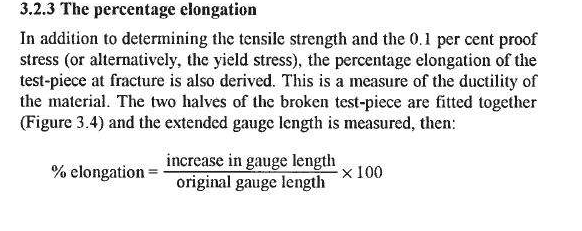 3.2.3 The percentage elongation
In addition to determining the tensile strength and the 0.1 per cent proof
stress (or alternatively, the yield stress), the percentage elongation of the
test-piece at fracture is also derived. This is a measure of the ductility of
the material. The two halves of the broken test-piece are fitted together
(Figure 3.4) and the extended gauge length is measured, then:
% elongation = increase in gauge length / original gauge length × 100